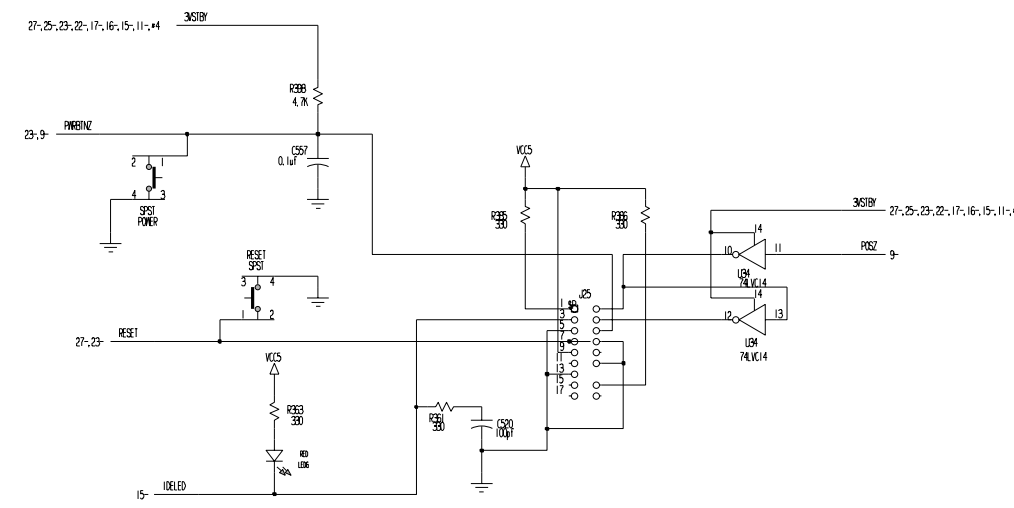 3VSTBY
27-,25-,23-,22-,17-,16-,15-,11-,#4
R388
4.7K
23-,9-
PWRBTNZ
C557
0.1uf
2 1
4 3
SPST
POWER
VCC5
R385
330
R386
330
3VSTBY
27-,25-,23-,22-,17-,16-,15-,11-,
14
10 11
POSZ
9-
U34
74LVC14
RESET
SPST
3 4
1 2
J25
1
3
5
7
9
11
13
15
17
14
12 13
U34
74LVC14
27-,23-
RESET
VCC5
R363
330
R361
330
C520
100pf
RED
LED6
15-
IDELED